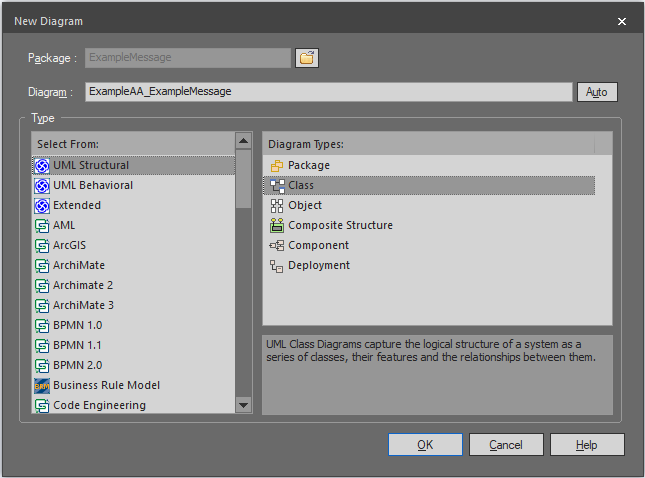 New Diagram
Package :
ExampleMessage
Diagram :
ExampleAA_ExampleMessage
Auto
Type
Select From:
UML Structural
UML Behavioral
Extended
AML
ArcGIS
ArchiMate
Archimate 2
ArchiMate 3
BPMN 1.0
BPMN 1.1
BPMN 2.0
BRM Business Rule Model
Code Engineering
Diagram Types:
Package
Class
Object
Composite Structure
Component
Deployment
UML Class Diagrams capture the logical structure of a system as a
series of classes, their features and the relationships between them.
OK
Cancel
Help